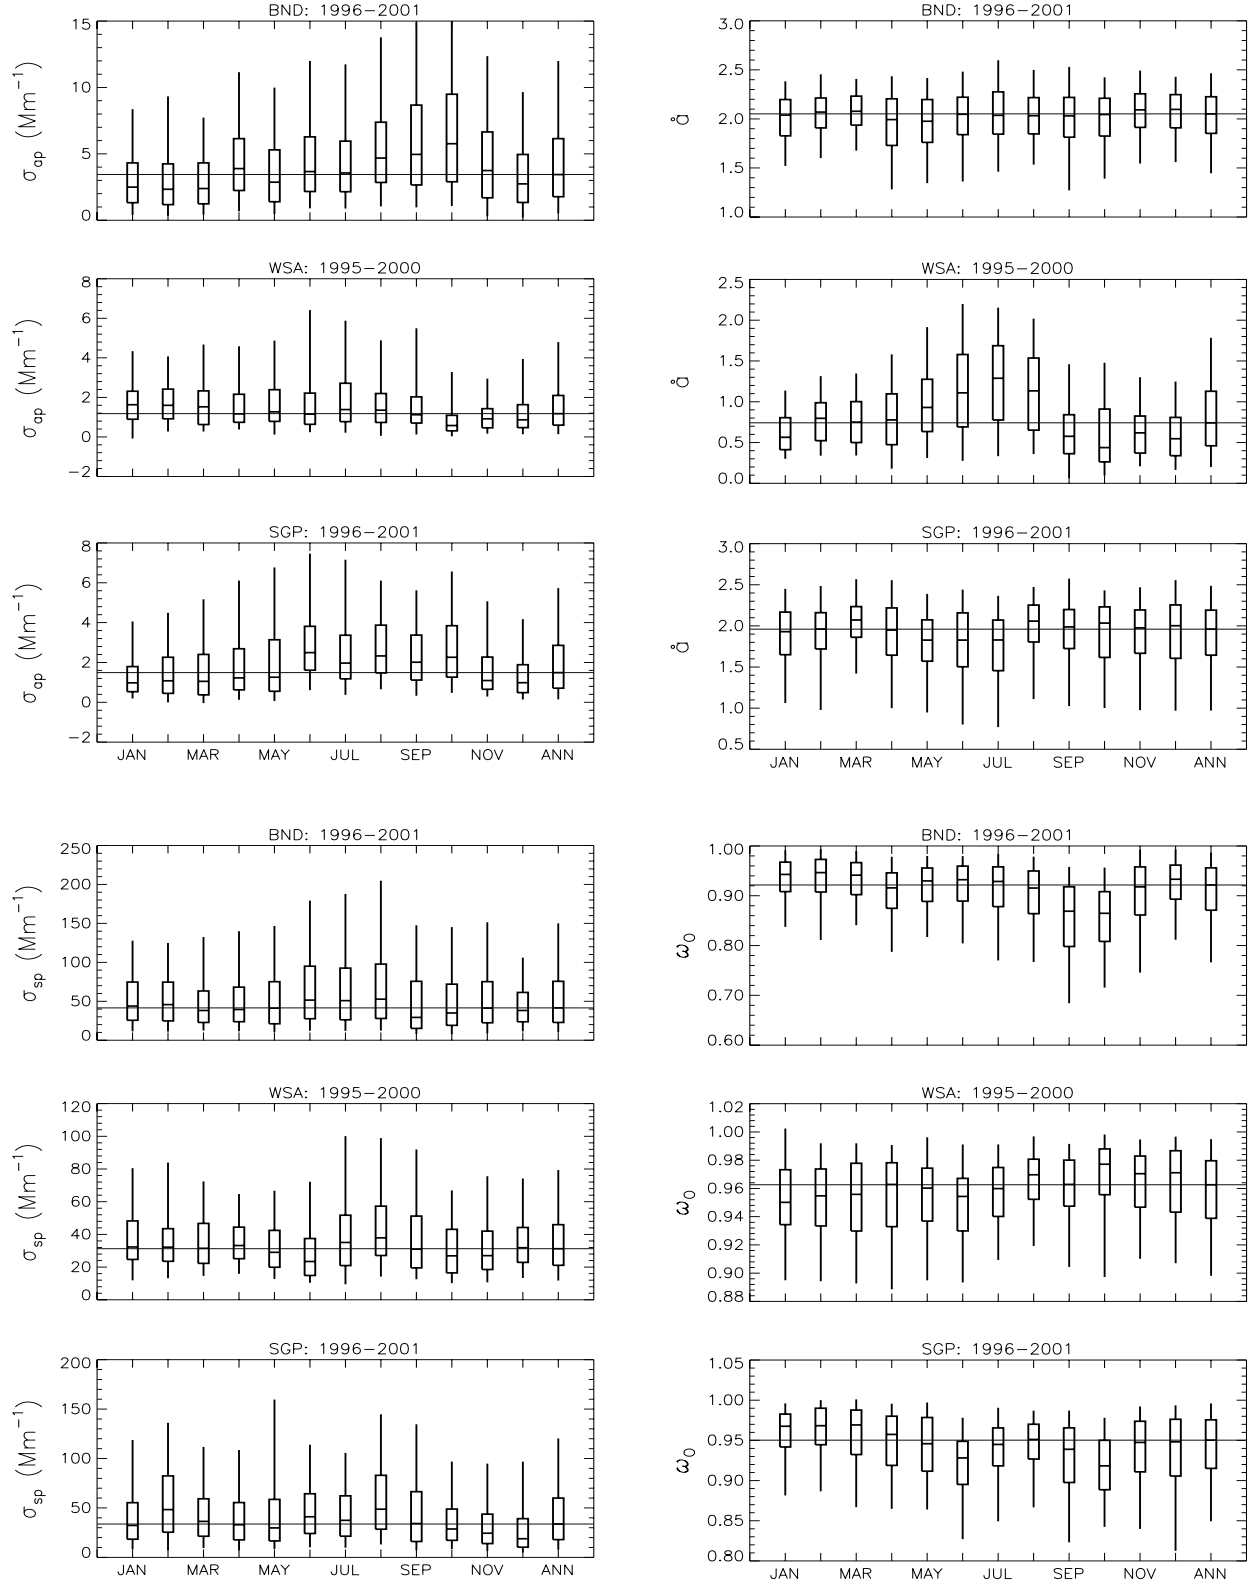 BND: 1996−2001
σap (Mm−1)
15
10
5
0
WSA: 1995−2000
σap (Mm−1)
8
6
4
2
0
−2
SGP: 1996−2001
σap (Mm−1)
8
6
4
2
0
−2
JAN MAR MAY JUL SEP NOV ANN
BND: 1996−2001
å
3.0
2.5
2.0
1.5
1.0
WSA: 1995−2000
å
2.5
2.0
1.5
1.0
0.5
0.0
SGP: 1996−2001
å
3.0
2.5
2.0
1.5
1.0
0.5
JAN MAR MAY JUL SEP NOV ANN
BND: 1996−2001
σsp (Mm−1)
250
200
150
100
50
0
WSA: 1995−2000
σsp (Mm−1)
120
100
80
60
40
20
0
SGP: 1996−2001
σsp (Mm−1)
200
150
100
50
0
JAN MAR MAY JUL SEP NOV ANN
BND: 1996−2001
ω0
1.00
0.90
0.80
0.70
0.60
WSA: 1995−2000
ω0
1.02
1.00
0.98
0.96
0.94
0.92
0.90
0.88
SGP: 1996−2001
ω0
1.05
1.00
0.95
0.90
0.85
0.80
JAN MAR MAY JUL SEP NOV ANN